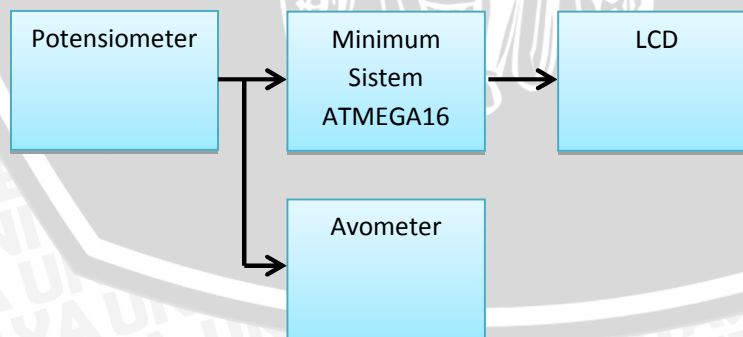 Potensiometer
Minimum
Sistem
ATMEGA16
LCD
Avometer